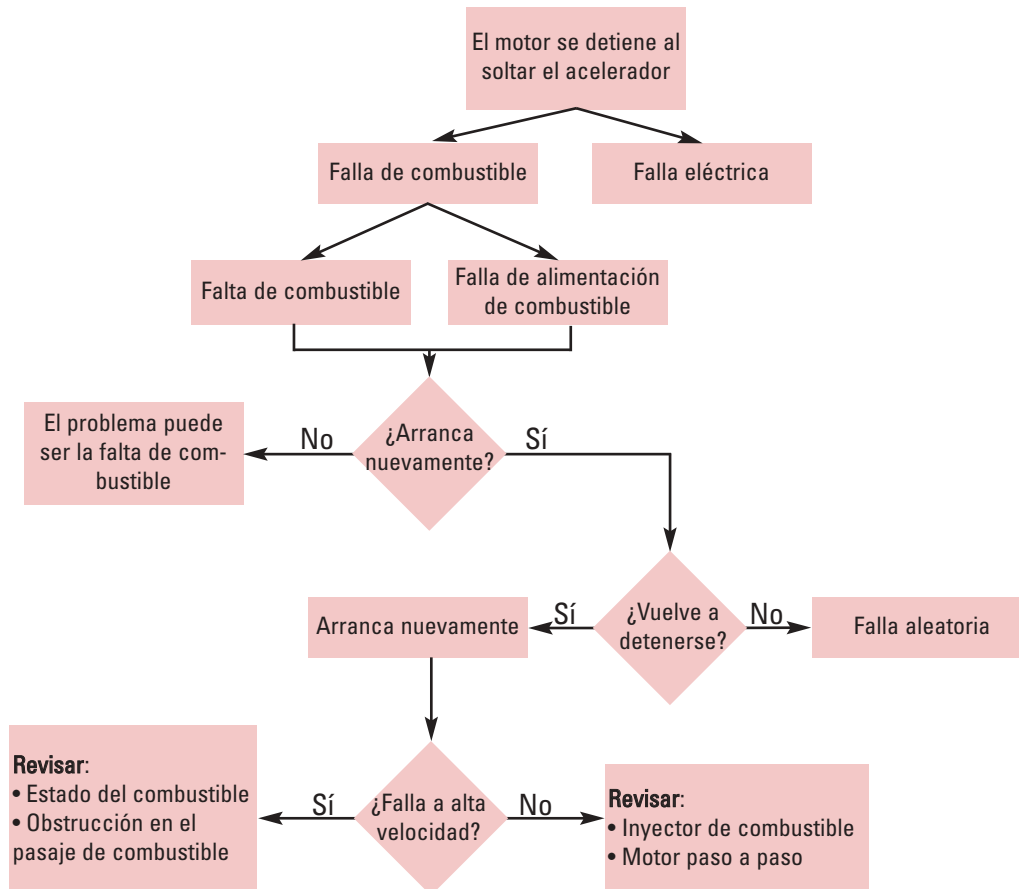 El motor se detiene al
soltar el acelerador
Falla de combustible
Falla eléctrica
Falta de combustible
Falla de alimentación
de combustible
El problema puede
ser la falta de com-
bustible
No
¿Arranca
nuevamente?
Sí
Arranca nuevamente
Sí
¿Vuelve a
detenerse?
No
Falla aleatoria
Revisar:
• Estado del combustible
• Obstrucción en el
pasaje de combustible
Sí
¿Falla a alta
velocidad?
No
Revisar:
• Inyector de combustible
• Motor paso a paso